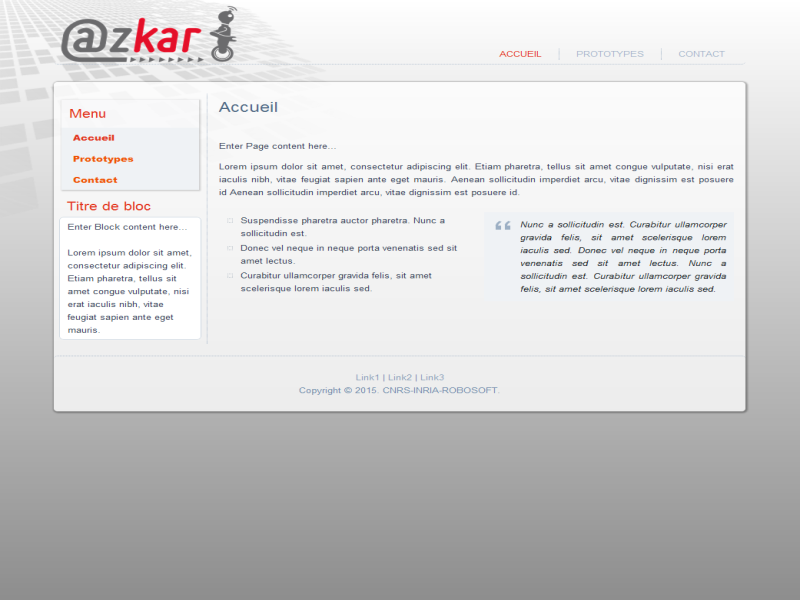 @zkar
ACCUEIL
PROTOTYPES
CONTACT
Menu
Accueil
Prototypes
Contact
Titre de bloc
Enter Block content here...
Lorem ipsum dolor sit amet,
consectetur adipiscing elit.
Etiam pharetra, tellus sit
amet congue vulputate, nisi
erat iaculis nibh, vitae
feugiat sapien ante eget
mauris.
Accueil
Enter Page content here...
Lorem ipsum dolor sit amet, consectetur adipiscing elit. Etiam pharetra, tellus sit amet congue vulputate, nisi erat
iaculis nibh, vitae feugiat sapien ante eget mauris. Aenean sollicitudin imperdiet arcu, vitae dignissim est posuere
id Aenean sollicitudin imperdiet arcu, vitae dignissim est posuere id.
Suspendisse pharetra auctor pharetra. Nunc a
sollicitudin est.
Donec vel neque in neque porta venenatis sed sit
amet lectus.
Curabitur ullamcorper gravida felis, sit amet
scelerisque lorem iaculis sed.
Nunc a sollicitudin est. Curabitur ullamcorper
gravida felis, sit amet scelerisque lorem
iaculis sed. Donec vel neque in neque porta
venenatis sed sit amet lectus. Nunc a
sollicitudin est. Curabitur ullamcorper gravida
felis, sit amet scelerisque lorem iaculis sed.
Link1 | Link2 | Link3
Copyright © 2015. CNRS-INRIA-ROBOSOFT.